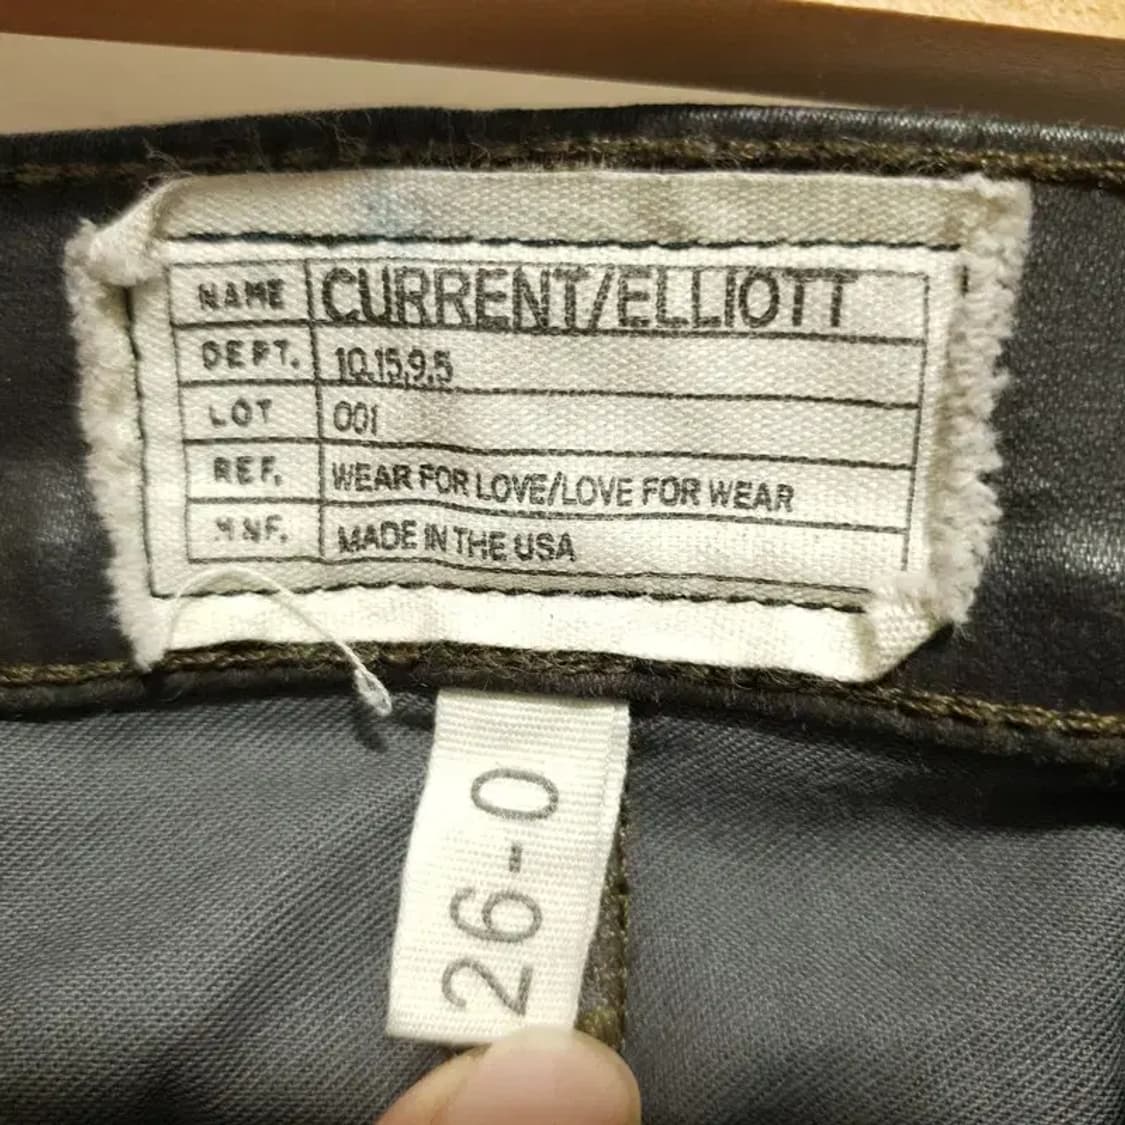 NAME CURRENT/ELLIOTT
DEPT. 10.15.9.5
LOT 001
REF. WEAR FOR LOVE/LOVE FOR WEAR
MNF. MADE IN THE USA
26-0